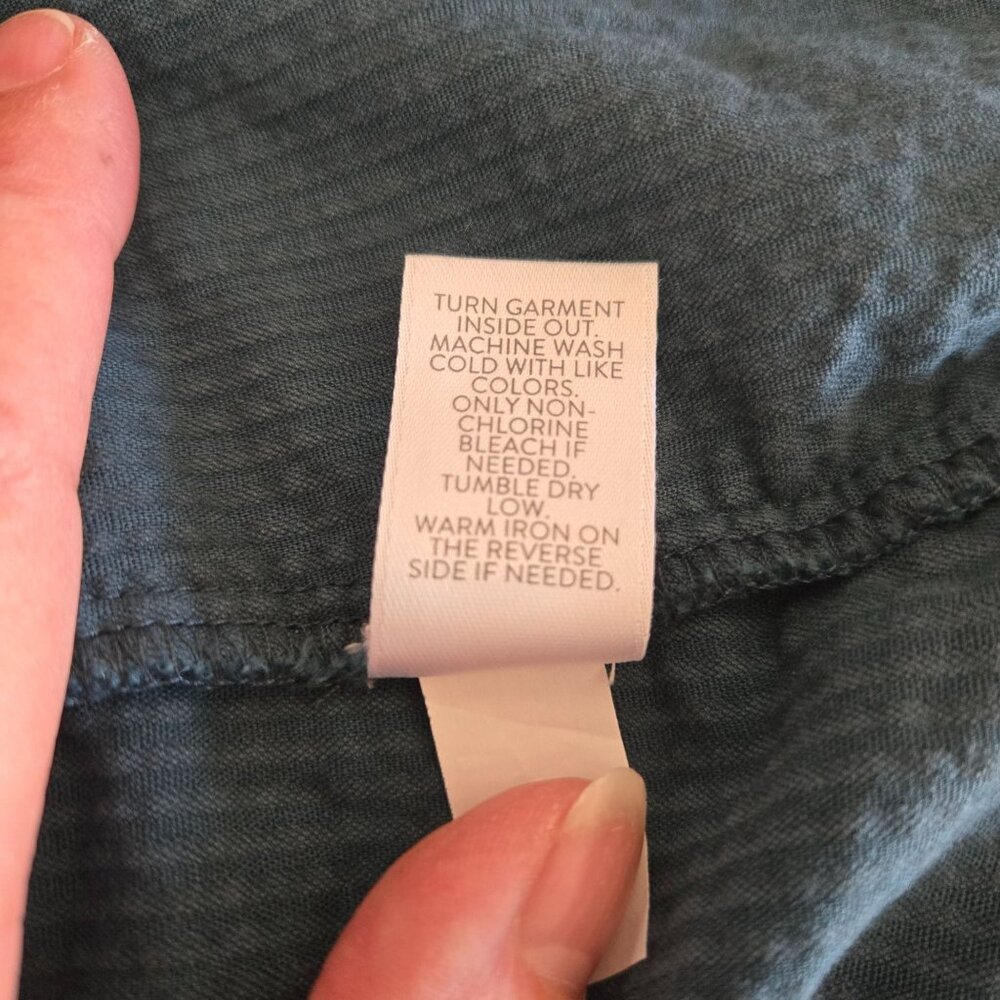 TURN GARMENT
INSIDE OUT.
MACHINE WASH
COLD WITH LIKE
COLORS.
ONLY NON-
CHLORINE
BLEACH IF
NEEDED.
TUMBLE DRY
LOW.
WARM IRON ON
THE REVERSE
SIDE IF NEEDED.